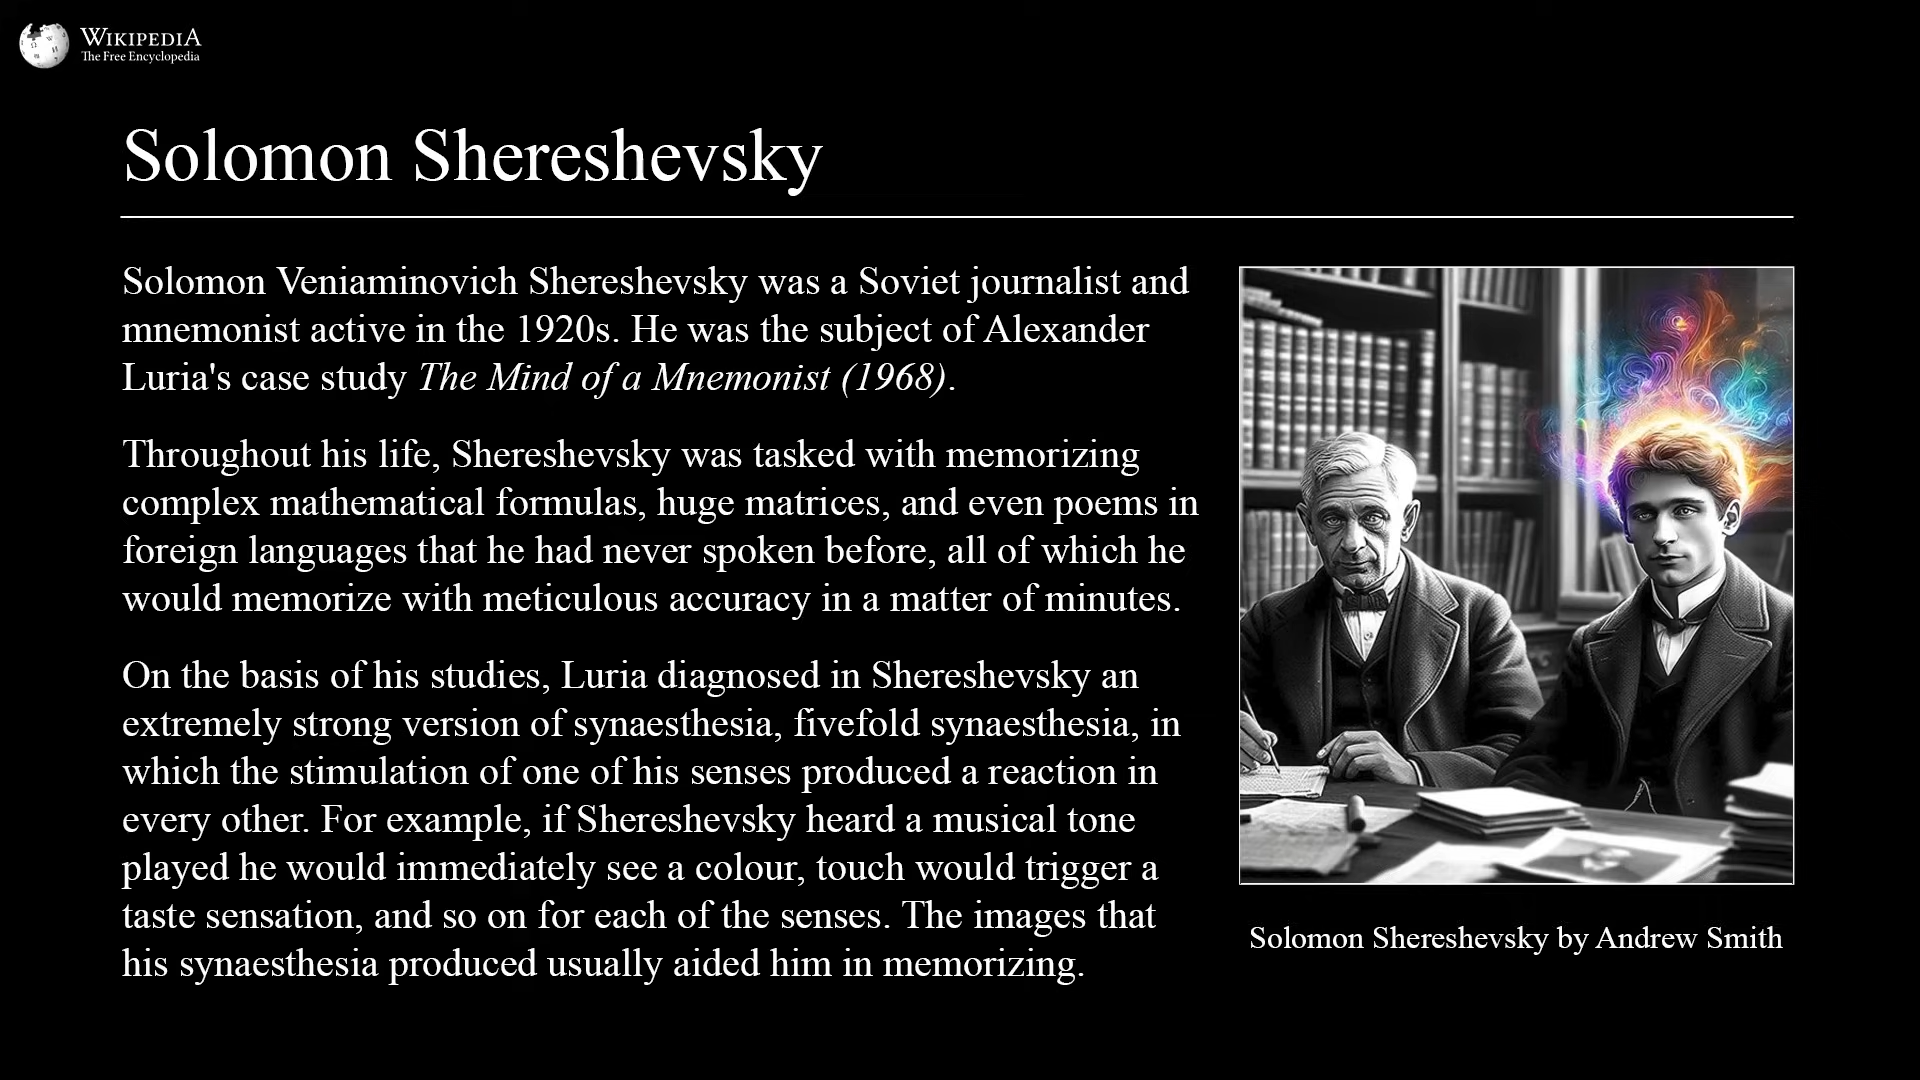 WIKIPEDIA
The Free Encyclopedia
Solomon Shereshevsky
Solomon Veniaminovich Shereshevsky was a Soviet journalist and
mnemonist active in the 1920s. He was the subject of Alexander
Luria's case study The Mind of a Mnemonist (1968).
Throughout his life, Shereshevsky was tasked with memorizing
complex mathematical formulas, huge matrices, and even poems in
foreign languages that he had never spoken before, all of which he
would memorize with meticulous accuracy in a matter of minutes.
On the basis of his studies, Luria diagnosed in Shereshevsky an
extremely strong version of synaesthesia, fivefold synaesthesia, in
which the stimulation of one of his senses produced a reaction in
every other. For example, if Shereshevsky heard a musical tone
played he would immediately see a colour, touch would trigger a
taste sensation, and so on for each of the senses. The images that
his synaesthesia produced usually aided him in memorizing.
Solomon Shereshevsky by Andrew Smith